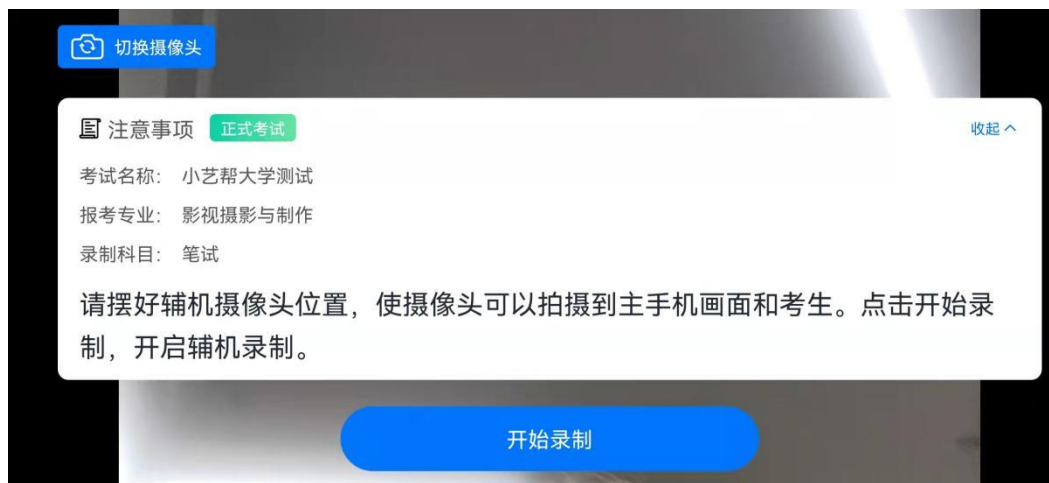 切换摄像头
注意事项 正式考试 收起
考试名称: 小艺帮大学测试
报考专业: 影视摄影与制作
录制科目: 笔试
请摆好辅机摄像头位置，使摄像头可以拍摄到主手机画面和考生。点击开始录
制，开启辅机录制。
开始录制